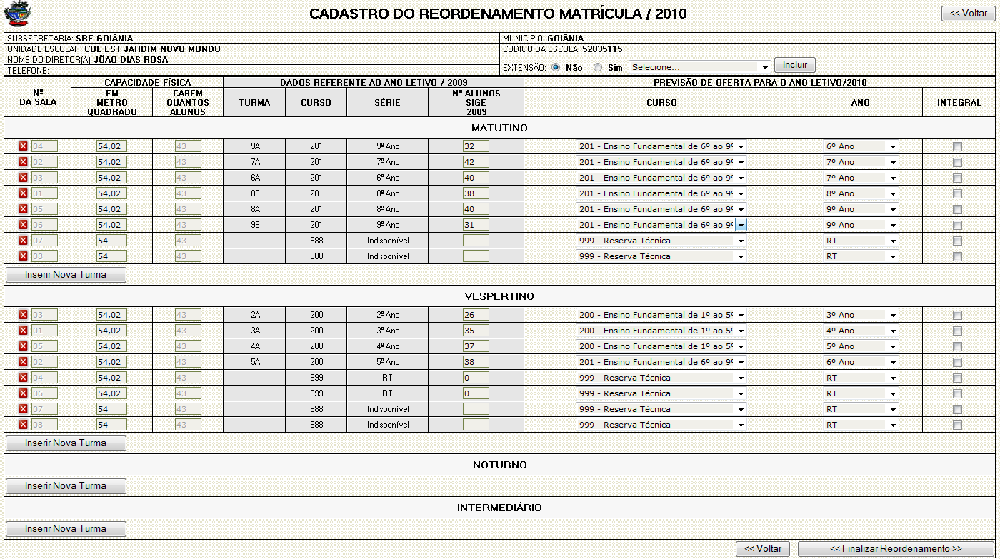 CADASTRO DO REORDENAMENTO MATRÍCULA / 2010
<< Voltar
SUBSECRETARIA: SRE-GOIÂNIA
MUNICÍPIO: GOIÂNIA
UNIDADE ESCOLAR: COL EST JARDIM NOVO MUNDO
CODIGO DA ESCOLA: 52035115
NOME DO DIRETOR(A): JÕAO DIAS ROSA
TELEFONE:
EXTENSÃO: Não Sim Selecione... Incluir
Nº DA SALA
CAPACIDADE FÍSICA
DADOS REFERENTE AO ANO LETIVO / 2009
PREVISÃO DE OFERTA PARA O ANO LETIVO/2010
EM METRO QUADRADO
CABEM QUANTOS ALUNOS
TURMA
CURSO
SÉRIE
Nº ALUNOS SIGE 2009
CURSO
ANO
INTEGRAL
MATUTINO
04 54,02 43 9A 201 9º Ano 32 201 - Ensino Fundamental de 6º ao 9º 6º Ano
02 54,02 43 7A 201 7º Ano 42 201 - Ensino Fundamental de 6º ao 9º 7º Ano
03 54,02 43 6A 201 6º Ano 40 201 - Ensino Fundamental de 6º ao 9º 7º Ano
01 54,02 43 8B 201 8º Ano 38 201 - Ensino Fundamental de 6º ao 9º 8º Ano
05 54,02 43 8A 201 8º Ano 40 201 - Ensino Fundamental de 6º ao 9º 9º Ano
06 54,02 43 9B 201 9º Ano 31 201 - Ensino Fundamental de 6º ao 9º 9º Ano
07 54 43 888 Indisponível 999 - Reserva Técnica RT
08 54 43 888 Indisponível 999 - Reserva Técnica RT
Inserir Nova Turma
VESPERTINO
03 54,02 43 2A 200 2º Ano 26 200 - Ensino Fundamental de 1º ao 5º 3º Ano
01 54,02 43 3A 200 3º Ano 35 200 - Ensino Fundamental de 1º ao 5º 4º Ano
05 54,02 43 4A 200 4º Ano 37 200 - Ensino Fundamental de 1º ao 5º 5º Ano
02 54,02 43 5A 200 5º Ano 38 201 - Ensino Fundamental de 6º ao 9º 6º Ano
04 54,02 43 999 RT 0 999 - Reserva Técnica RT
06 54,02 43 999 RT 0 999 - Reserva Técnica RT
07 54 43 888 Indisponível 999 - Reserva Técnica RT
08 54 43 888 Indisponível 999 - Reserva Técnica RT
Inserir Nova Turma
NOTURNO
Inserir Nova Turma
INTERMEDIÁRIO
Inserir Nova Turma
<< Voltar
<< Finalizar Reordenamento >>